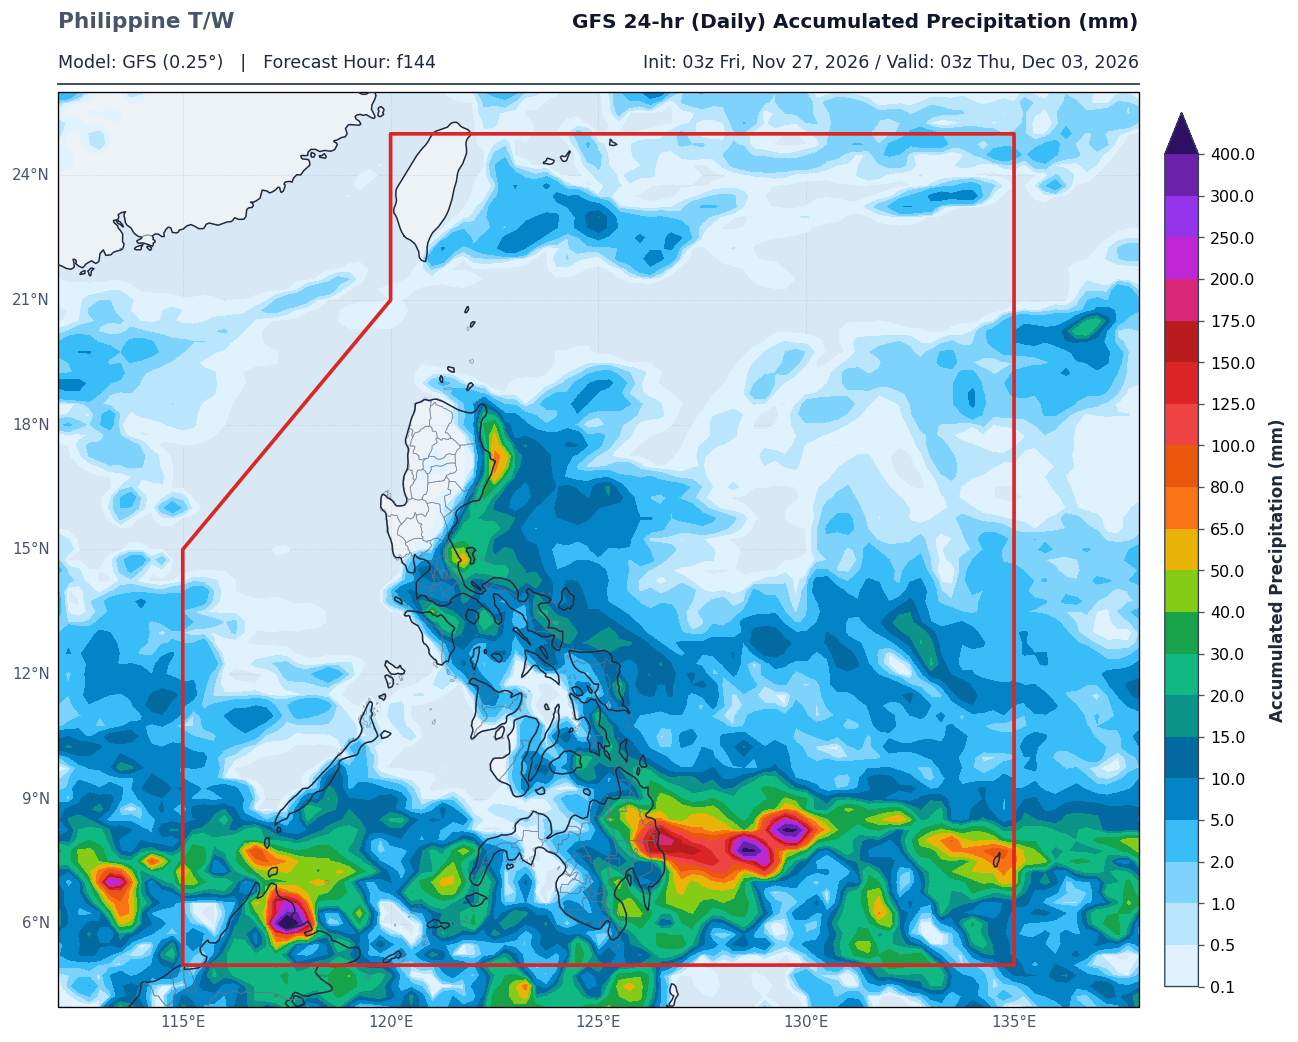 Philippine T/W
GFS 24-hr (Daily) Accumulated Precipitation (mm)
Model: GFS (0.25°)   |   Forecast Hour: f144
Init: 03z Fri, Nov 27, 2026 / Valid: 03z Thu, Dec 03, 2026
24°N
21°N
18°N
15°N
12°N
9°N
6°N
115°E
120°E
125°E
130°E
135°E
400.0
300.0
250.0
200.0
175.0
150.0
125.0
100.0
80.0
65.0
50.0
40.0
30.0
20.0
15.0
10.0
5.0
2.0
1.0
0.5
0.1
Accumulated Precipitation (mm)